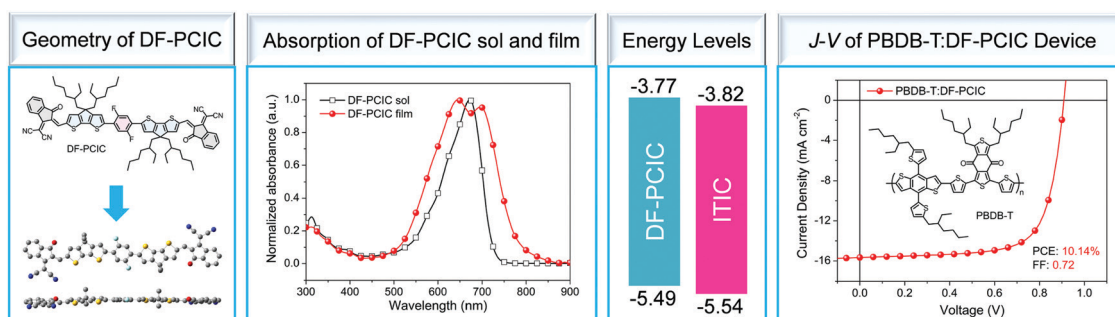 Geometry of DF-PCIC
O
NC
CN
F
F
S
S
S
S
NC
CN
O
DF-PCIC
Absorption of DF-PCIC sol and film
Normalized absorbance (a.u.)
1.0
0.8
0.6
0.4
0.2
0.0
DF-PCIC sol
DF-PCIC film
300 400 500 600 700 800 900
Wavelength (nm)
Energy Levels
-3.77
-3.82
DF-PCIC
ITIC
-5.49
-5.54
J-V of PBDB-T:DF-PCIC Device
Current Density (mA cm-2)
0
-4
-8
-12
-16
PBDB-T:DF-PCIC
O
O
S
S
S
S
S
S
S
n
PBDB-T
PCE: 10.14%
FF: 0.72
0.0 0.2 0.4 0.6 0.8 1.0
Voltage (V)